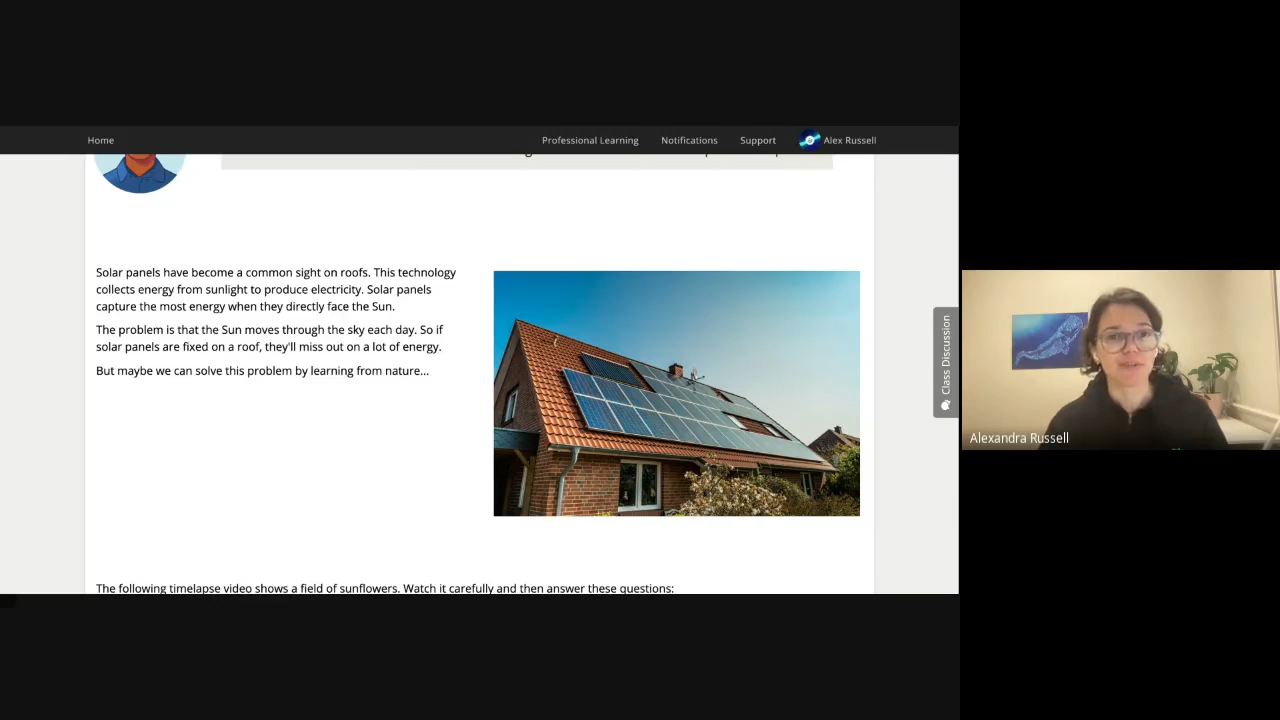 Home
Professional Learning
Notifications
Support
Alex Russell
Solar panels have become a common sight on roofs. This technology
collects energy from sunlight to produce electricity. Solar panels
capture the most energy when they directly face the Sun.
The problem is that the Sun moves through the sky each day. So if
solar panels are fixed on a roof, they'll miss out on a lot of energy.
But maybe we can solve this problem by learning from nature...
Class Discussion
Alexandra Russell
The following timelapse video shows a field of sunflowers. Watch it carefully and then answer these questions: